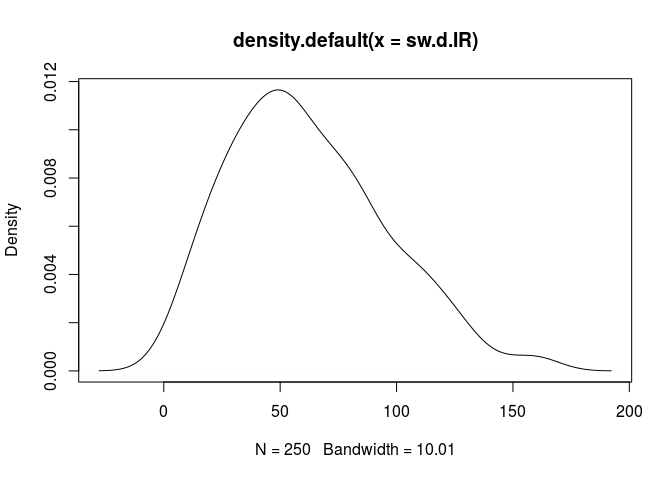 density.default(x = sw.d.IR)
Density
0.012
0.008
0.004
0.000
0 50 100 150 200
N = 250 Bandwidth = 10.01